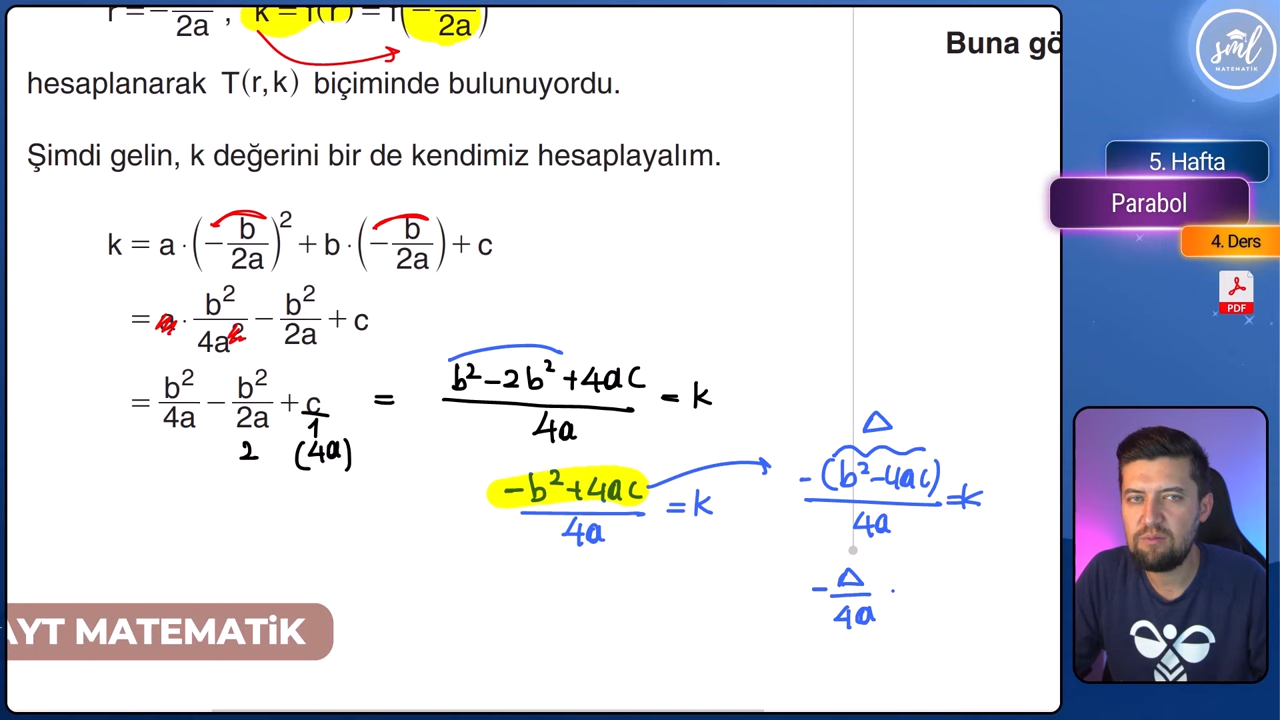 r = - 2a , k = f(r) = f(- 2a)
Buna gö
hesaplanarak T(r,k) biçiminde bulunuyordu.
Şimdi gelin, k değerini bir de kendimiz hesaplayalım.
k = a · (- b/2a)² + b · (- b/2a) + c
= a · b²/4a² - b²/2a + c
= b²/4a - b²/2a + c/1 = b²-2b²+4ac/4a = k
2 (4a)
-b²+4ac/4a = k
Δ
-(b²-4ac)/4a = k
-Δ/4a
AYT MATEMATİK
sml
MATEMATİK
5. Hafta
Parabol
4. Ders
PDF